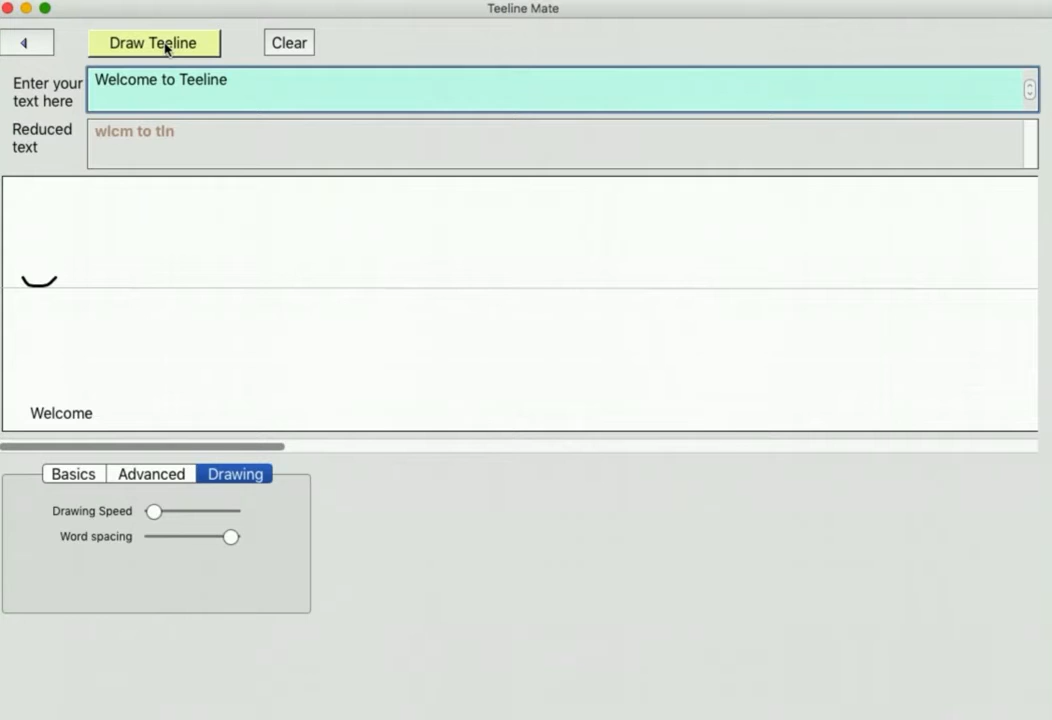 Teeline Mate
Draw Teeline
Clear
Enter your
text here
Welcome to Teeline
Reduced
text
wlcm to tln
Welcome
Basics
Advanced
Drawing
Drawing Speed
Word spacing